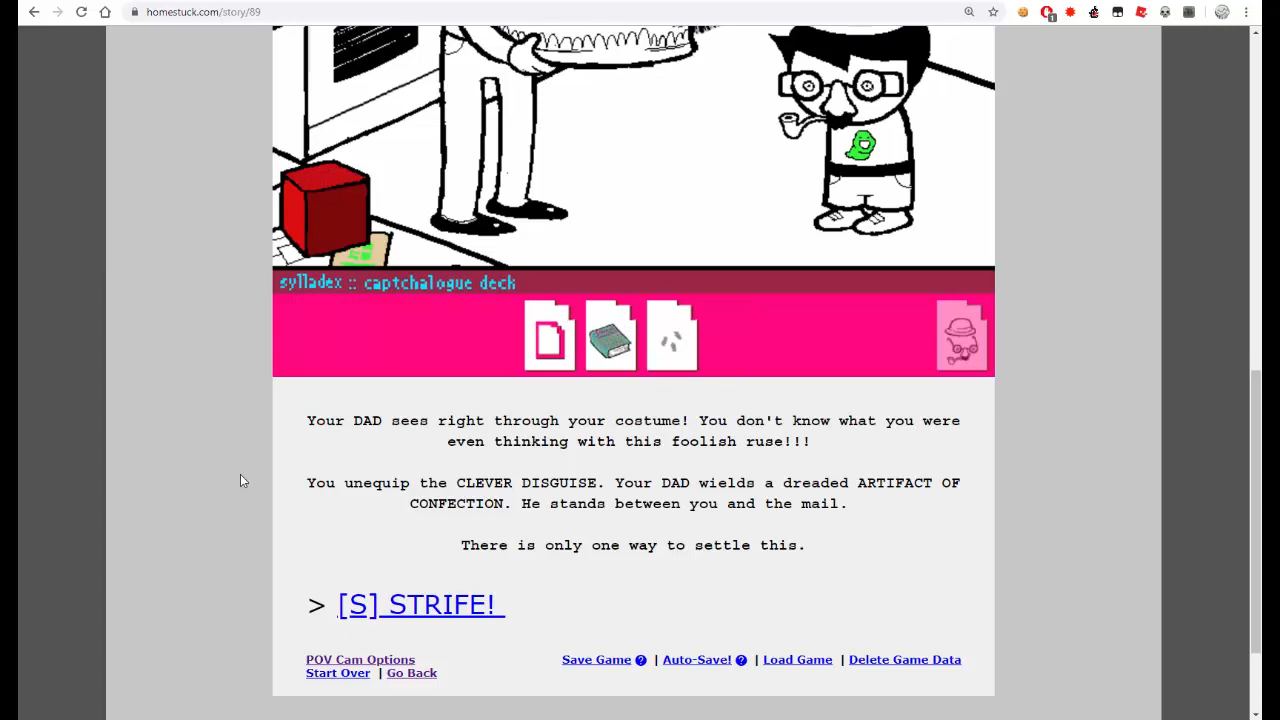 homestuck.com/story/89
1
sylladex :: captchalogue deck
Your DAD sees right through your costume! You don't know what you were
even thinking with this foolish ruse!!!
You unequip the CLEVER DISGUISE. Your DAD wields a dreaded ARTIFACT OF
CONFECTION. He stands between you and the mail.
There is only one way to settle this.
> [S] STRIFE!
POV Cam Options
Save Game ? | Auto-Save! ? | Load Game | Delete Game Data
Start Over | Go Back